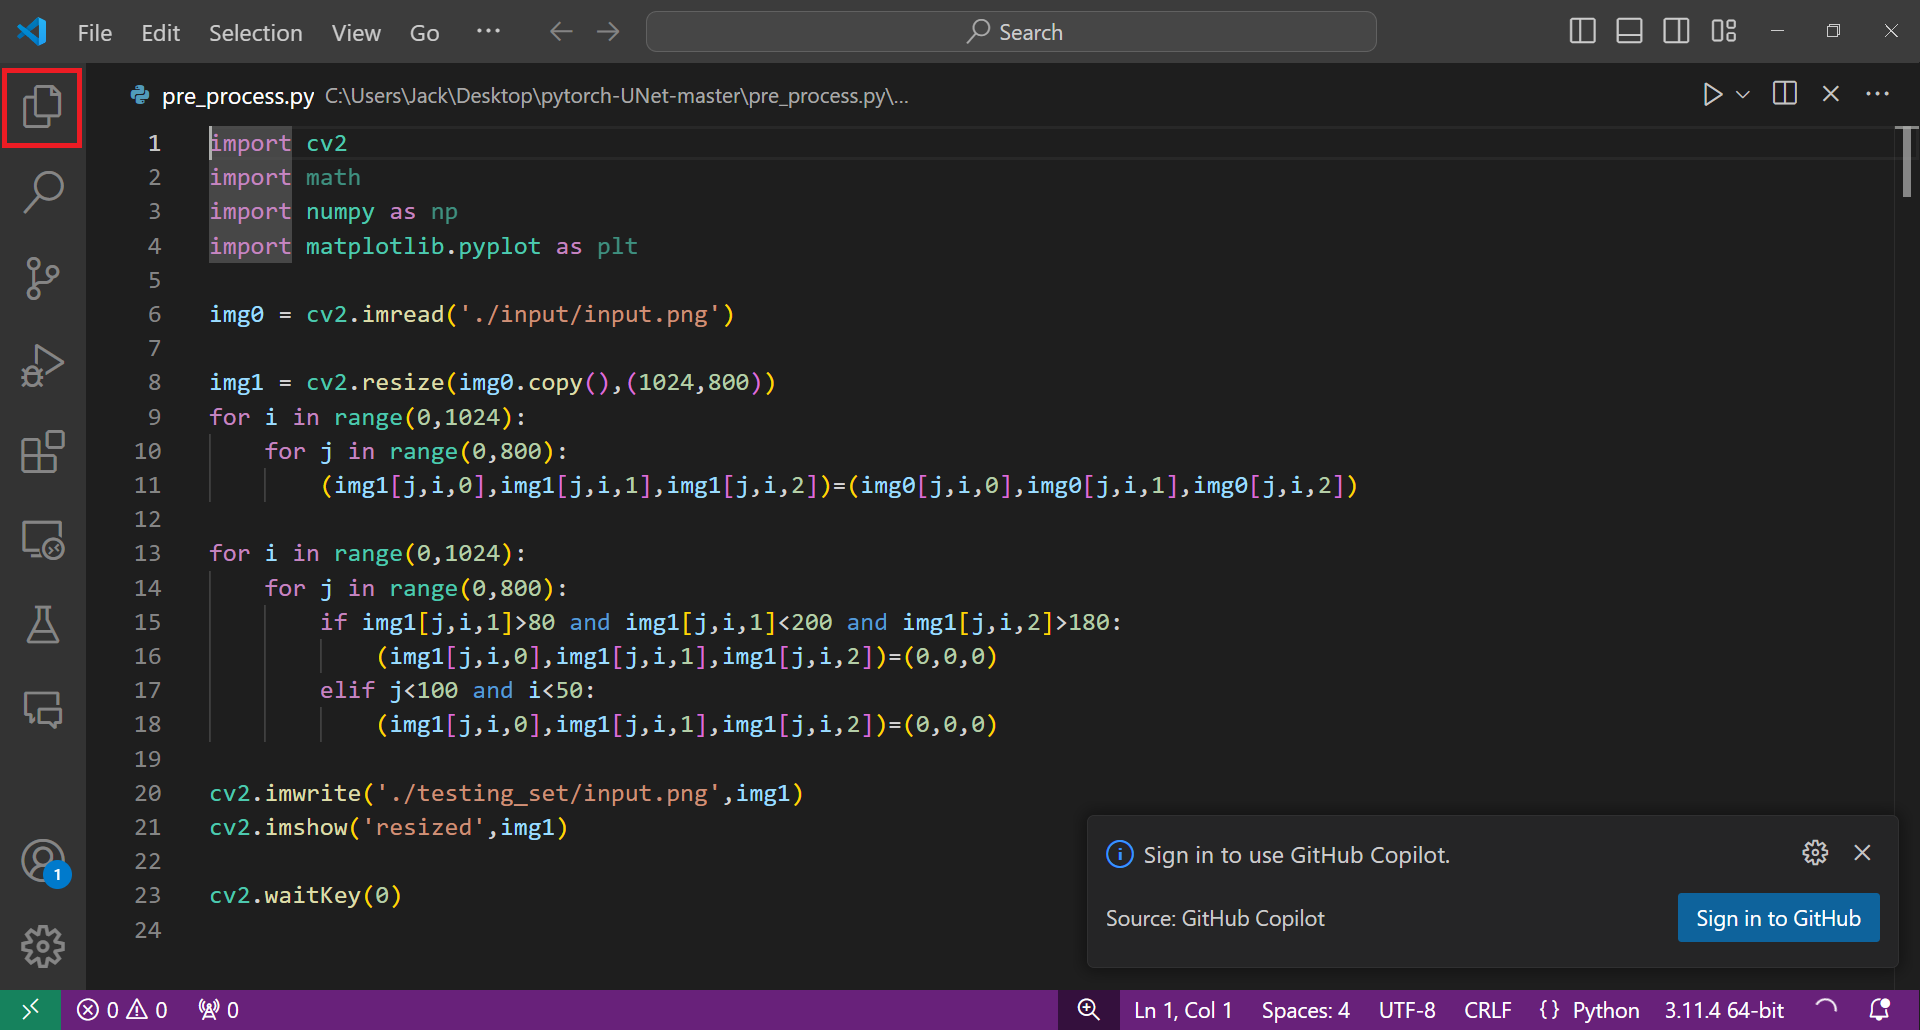 File Edit Selection View Go ··· Search
pre_process.py C:\Users\Jack\Desktop\pytorch-UNet-master\pre_process.py\...
1 import cv2
2 import math
3 import numpy as np
4 import matplotlib.pyplot as plt
5
6 img0 = cv2.imread('./input/input.png')
7
8 img1 = cv2.resize(img0.copy(),(1024,800))
9 for i in range(0,1024):
10     for j in range(0,800):
11         (img1[j,i,0],img1[j,i,1],img1[j,i,2])=(img0[j,i,0],img0[j,i,1],img0[j,i,2])
12
13 for i in range(0,1024):
14     for j in range(0,800):
15         if img1[j,i,1]>80 and img1[j,i,1]<200 and img1[j,i,2]>180:
16             (img1[j,i,0],img1[j,i,1],img1[j,i,2])=(0,0,0)
17         elif j<100 and i<50:
18             (img1[j,i,0],img1[j,i,1],img1[j,i,2])=(0,0,0)
19
20 cv2.imwrite('./testing_set/input.png',img1)
21 cv2.imshow('resized',img1)
22
23 cv2.waitKey(0)
24
1
Sign in to use GitHub Copilot.
Source: GitHub Copilot Sign in to GitHub
0 0 0 Ln 1, Col 1 Spaces: 4 UTF-8 CRLF {} Python 3.11.4 64-bit